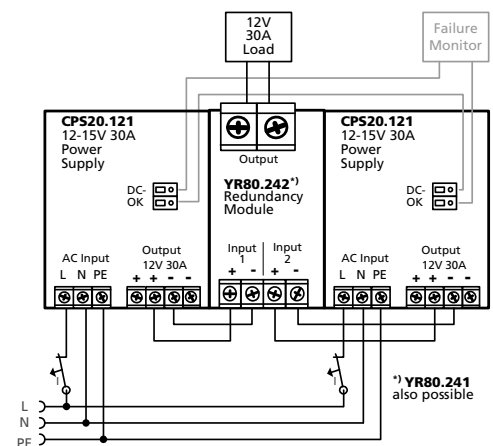 12V
30A
Load
Failure
Monitor
CPS20.121
12-15V 30A
Power
Supply
DC-
OK
AC Input
L N PE
Output
12V 30A
+ + - -
Output
YR80.242*)
Redundancy
Module
Input
1
Input
2
+ - + -
CPS20.121
12-15V 30A
Power
Supply
DC-
OK
AC Input
L N PE
Output
12V 30A
+ + - -
I
I
*) YR80.241
also possible
L
N
PE